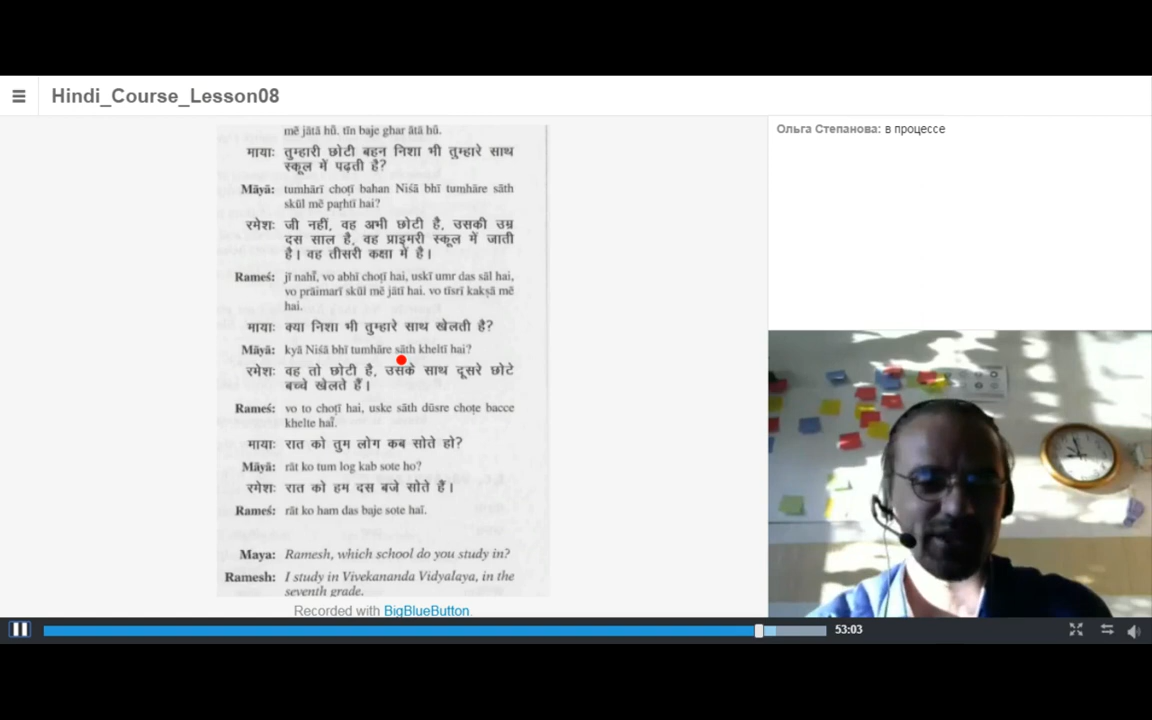 Hindi_Course_Lesson08
mẽ jātā hū̃. tīn baje ghar ātā hū̃.
मायाः तुम्हारी छोटी बहन निशा भी तुम्हारे साथ
स्कूल में पढ़ती है?
Māyā: tumhārī choṭī bahan Niśā bhī tumhāre sāth
skūl mẽ paṛhtī hai?
रमेशः जी नहीं, वह अभी छोटी है, उसकी उम्र
दस साल है, वह प्राइमरी स्कूल में जाती
है। वह तीसरी कक्षा में है।
Rameś: jī nahī̃, vo abhī choṭī hai, uskī umr das sāl hai,
vo prāimarī skūl mẽ jātī hai. vo tīsrī kakṣā mẽ
hai.
मायाः क्या निशा भी तुम्हारे साथ खेलती है?
Māyā: kyā Niśā bhī tumhāre sāth kheltī hai?
रमेशः वह तो छोटी है, उसके साथ दूसरे छोटे
बच्चे खेलते हैं।
Rameś: vo to choṭī hai, uske sāth dūsre choṭe bacce
khelte haĩ.
मायाः रात को तुम लोग कब सोते हो?
Māyā: rāt ko tum log kab sote ho?
रमेशः रात को हम दस बजे सोते हैं।
Rameś: rāt ko ham das baje sote haĩ.
Maya: Ramesh, which school do you study in?
Ramesh: I study in Vivekananda Vidyalaya, in the
seventh grade.
Recorded with BigBlueButton.
Ольга Степанова: в процессе
53:03